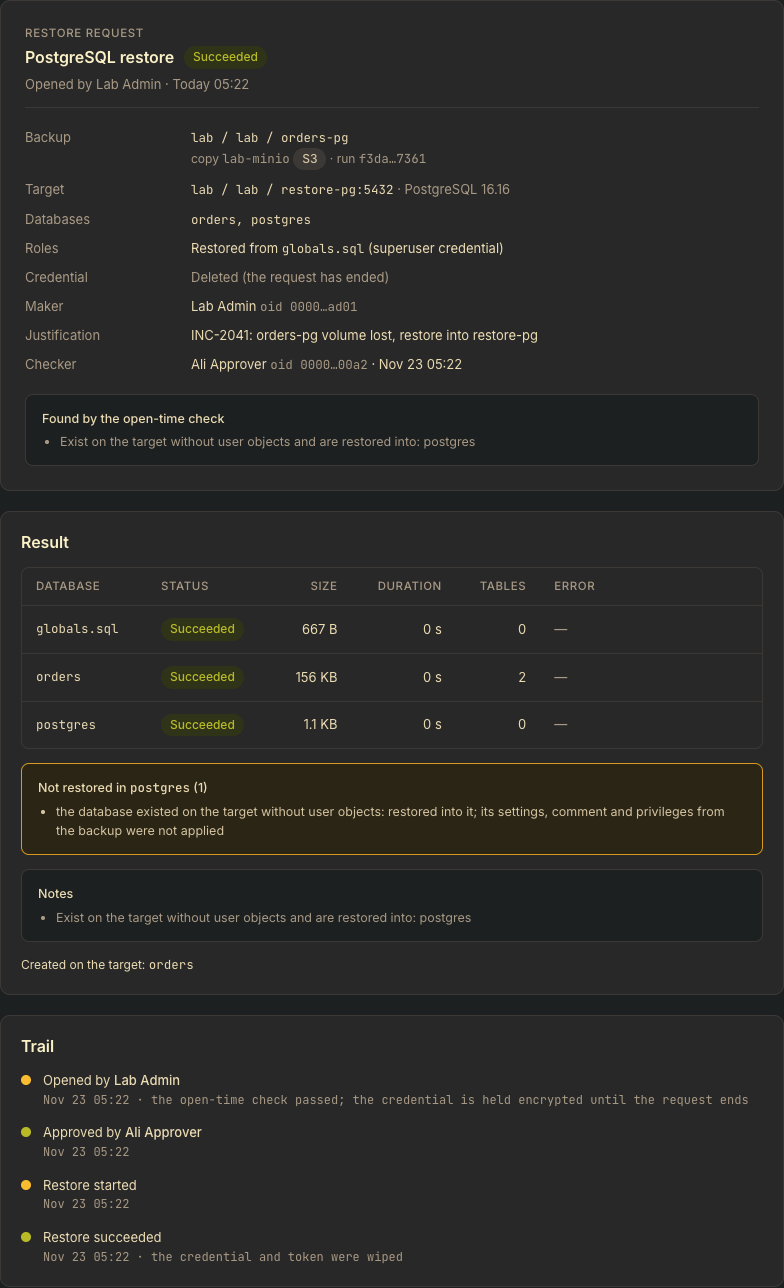 RESTORE REQUEST
PostgreSQL restore Succeeded
Opened by Lab Admin · Today 05:22
Backup lab / lab / orders-pg
copy lab-minio S3 · run f3da…7361
Target lab / lab / restore-pg:5432 · PostgreSQL 16.16
Databases orders, postgres
Roles Restored from globals.sql (superuser credential)
Credential Deleted (the request has ended)
Maker Lab Admin oid 0000…ad01
Justification INC-2041: orders-pg volume lost, restore into restore-pg
Checker Ali Approver oid 0000…00a2 · Nov 23 05:22
Found by the open-time check
• Exist on the target without user objects and are restored into: postgres
Result
DATABASE STATUS SIZE DURATION TABLES ERROR
globals.sql Succeeded 667 B 0 s 0 —
orders Succeeded 156 KB 0 s 2 —
postgres Succeeded 1.1 KB 0 s 0 —
Not restored in postgres (1)
• the database existed on the target without user objects: restored into it; its settings, comment and privileges from
the backup were not applied
Notes
• Exist on the target without user objects and are restored into: postgres
Created on the target: orders
Trail
Opened by Lab Admin
Nov 23 05:22 · the open-time check passed; the credential is held encrypted until the request ends
Approved by Ali Approver
Nov 23 05:22
Restore started
Nov 23 05:22
Restore succeeded
Nov 23 05:22 · the credential and token were wiped